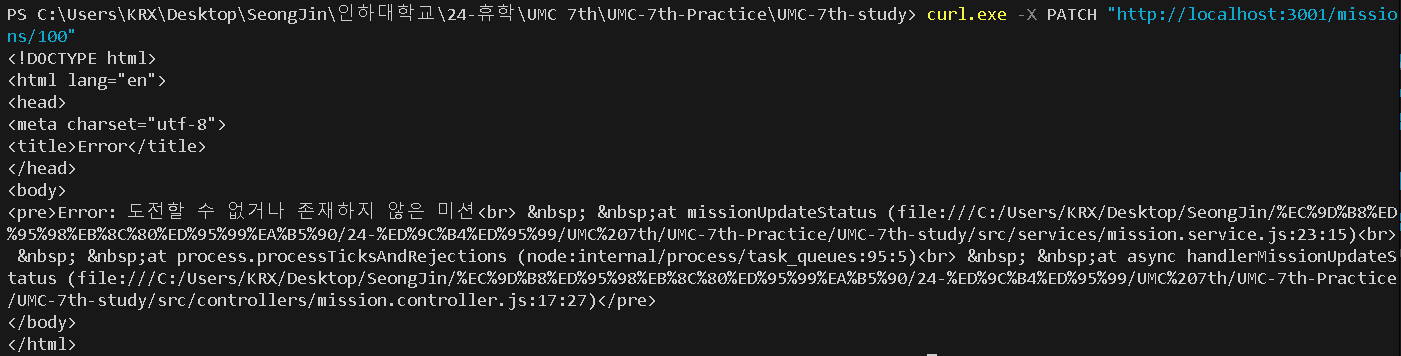 PS C:\Users\KRX\Desktop\SeongJin\인하대학교\24-휴학\UMC 7th\UMC-7th-Practice\UMC-7th-study> curl.exe -X PATCH "http://localhost:3001/missio
ns/100"
<!DOCTYPE html>
<html lang="en">
<head>
<meta charset="utf-8">
<title>Error</title>
</head>
<body>
<pre>Error: 도전할 수 없거나 존재하지 않은 미션<br> &nbsp; &nbsp;at missionUpdateStatus (file:///C:/Users/KRX/Desktop/SeongJin/%EC%9D%B8%ED
%95%98%EB%8C%80%ED%95%99%EA%B5%90/24-%ED%9C%B4%ED%95%99/UMC%207th/UMC-7th-Practice/UMC-7th-study/src/services/mission.service.js:23:15)<br>
 &nbsp; &nbsp;at process.processTicksAndRejections (node:internal/process/task_queues:95:5)<br> &nbsp; &nbsp;at async handlerMissionUpdateS
tatus (file:///C:/Users/KRX/Desktop/SeongJin/%EC%9D%B8%ED%95%98%EB%8C%80%ED%95%99%EA%B5%90/24-%ED%9C%B4%ED%95%99/UMC%207th/UMC-7th-Practice
/UMC-7th-study/src/controllers/mission.controller.js:17:27)</pre>
</body>
</html>